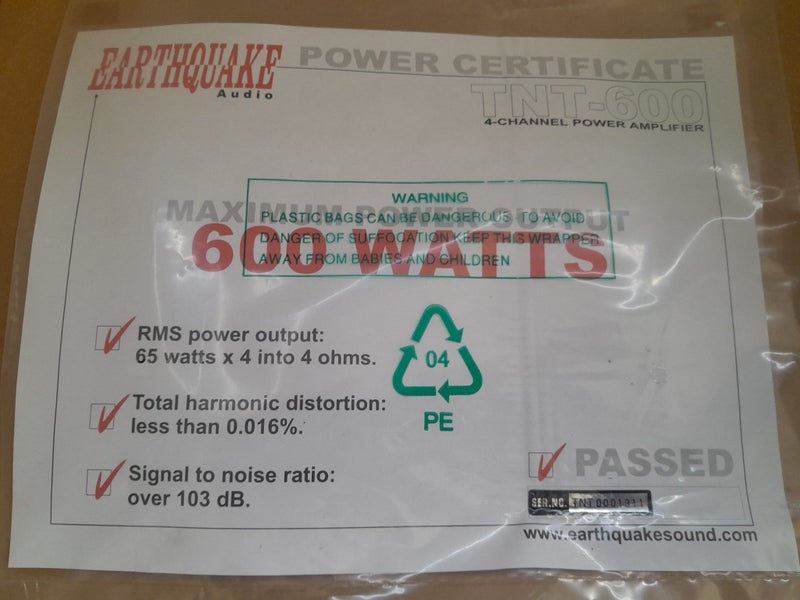 EARTHQUAKE
Audio
POWER CERTIFICATE
TNT-600
4-CHANNEL POWER AMPLIFIER
WARNING
MAXIMUM POWER OUTPUT
PLASTIC BAGS CAN BE DANGEROUS TO AVOID
600 WATTS
DANGER OF SUFFOCATION KEEP THIS WRAPPED
AWAY FROM BABIES AND CHILDREN
RMS power output:
65 watts x 4 into 4 ohms.
04
PE
Total harmonic distortion:
less than 0.016%.
Signal to noise ratio:
over 103 dB.
PASSED
SER.NO. TNT0001311
www.earthquakesound.com